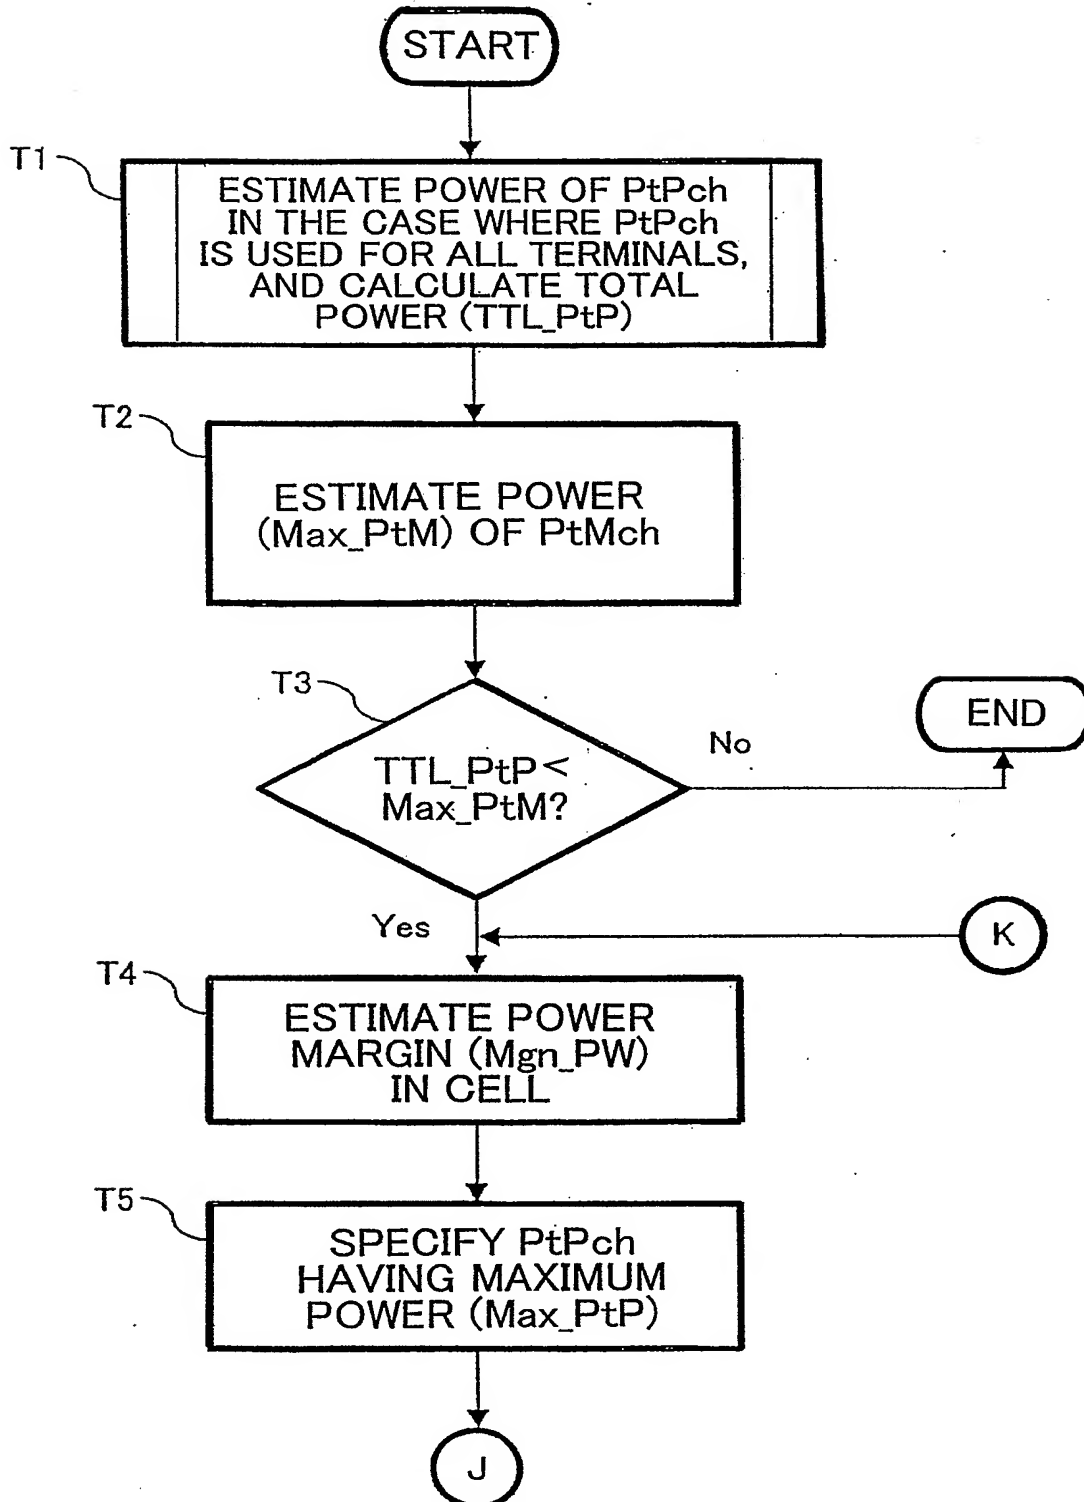 START
T1
ESTIMATE POWER OF PtPch
IN THE CASE WHERE PtPch
IS USED FOR ALL TERMINALS,
AND CALCULATE TOTAL
POWER (TTL_PtP)
T2
ESTIMATE POWER
(Max_PtM) OF PtMch
T3
TTL_PtP<
Max_PtM?
No
END
Yes
K
T4
ESTIMATE POWER
MARGIN (Mgn_PW)
IN CELL
T5
SPECIFY PtPch
HAVING MAXIMUM
POWER (Max_PtP)
J